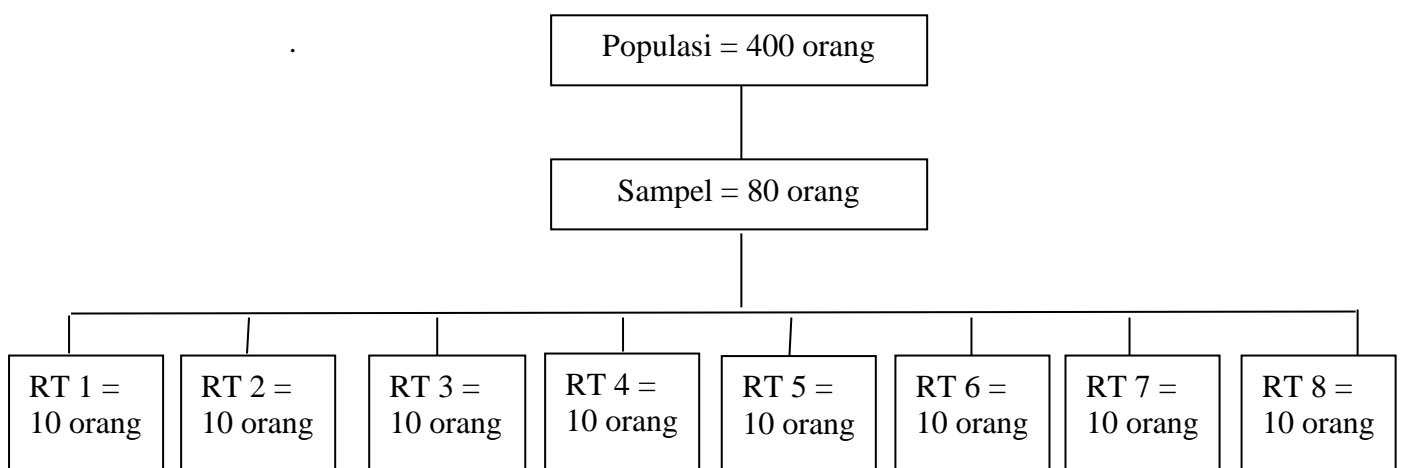 .
Populasi = 400 orang
Sampel = 80 orang
RT 1 =
10 orang
RT 2 =
10 orang
RT 3 =
10 orang
RT 4 =
10 orang
RT 5 =
10 orang
RT 6 =
10 orang
RT 7 =
10 orang
RT 8 =
10 orang